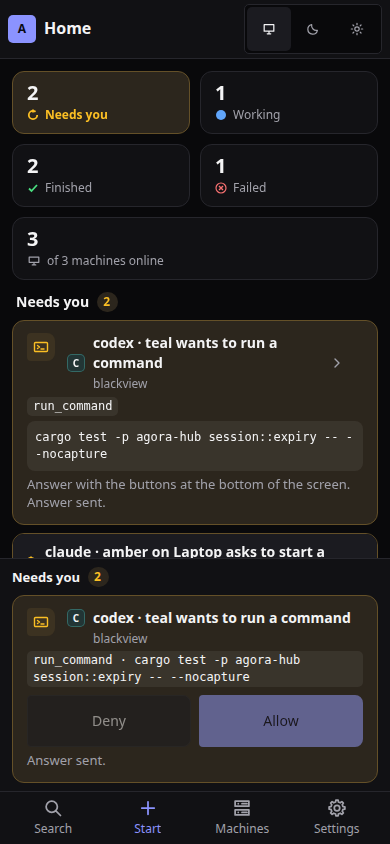 A Home
2
Needs you
1
Working
2
Finished
1
Failed
3
of 3 machines online
Needs you 2
codex · teal wants to run a
C command
blackview
run_command
cargo test -p agora-hub session::expiry -- -
-nocapture
Answer with the buttons at the bottom of the screen.
Answer sent.
claude · amber on Laptop asks to start a
Needs you 2
C codex · teal wants to run a command
blackview
run_command · cargo test -p agora-hub
session::expiry -- --nocapture
Deny
Allow
Answer sent.
Search
Start
Machines
Settings